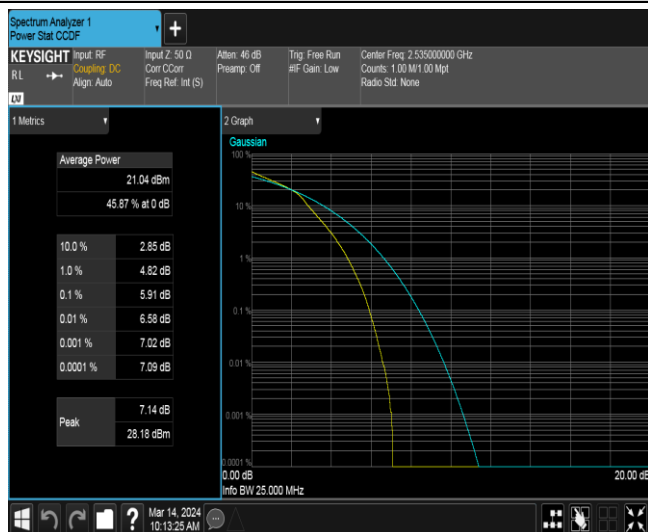 Spectrum Analyzer 1
Power Stat CCDF
KEYSIGHT
RL
LXI
Input: RF
Coupling: DC
Align: Auto
Input Z: 50 Ω
Corr CCorr
Freq Ref: Int (S)
Atten: 46 dB
Preamp: Off
Trig: Free Run
#IF Gain: Low
Center Freq: 2.535000000 GHz
Counts: 1.00 M/1.00 Mpt
Radio Std: None
1 Metrics
Average Power
21.04 dBm
45.87 % at 0 dB
10.0 % 2.85 dB
1.0 % 4.82 dB
0.1 % 5.91 dB
0.01 % 6.58 dB
0.001 % 7.02 dB
0.0001 % 7.09 dB
Peak
7.14 dB
28.18 dBm
2 Graph
Gaussian
100 %
10 %
1 %
0.1 %
0.01 %
0.001 %
0.0001 %
0.00 dB 20.00 dB
Info BW 25.000 MHz
Mar 14, 2024
10:13:25 AM